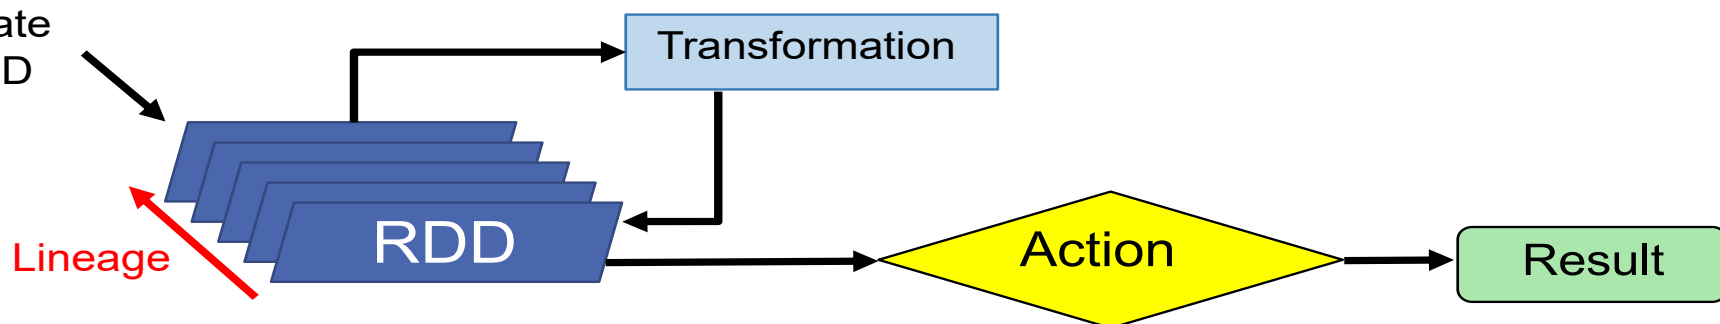 ate
D
Transformation
RDD
Lineage
Action
Result